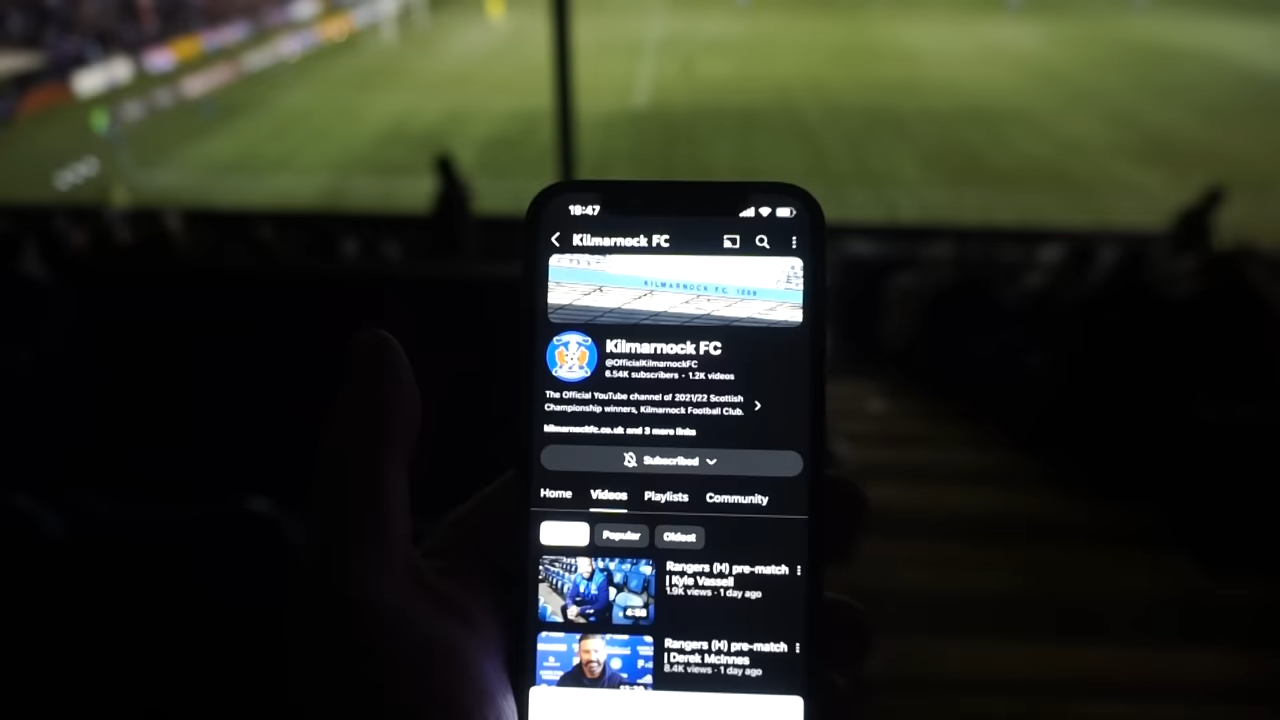 19:47
Kilmarnock FC
KILMARNOCK F.C. 1869
Kilmarnock FC
@OfficialKilmarnockFC
6.54K subscribers · 1.2K videos
The Official YouTube channel of 2021/22 Scottish
Championship winners, Kilmarnock Football Club.
kilmarnockfc.co.uk and 3 more links
Subscribed
Home Videos Playlists Community
Popular Oldest
Rangers (H) pre-match
| Kyle Vassell
1.9K views · 1 day ago
4:58
Rangers (H) pre-match
| Derek McInnes
8.4K views · 1 day ago